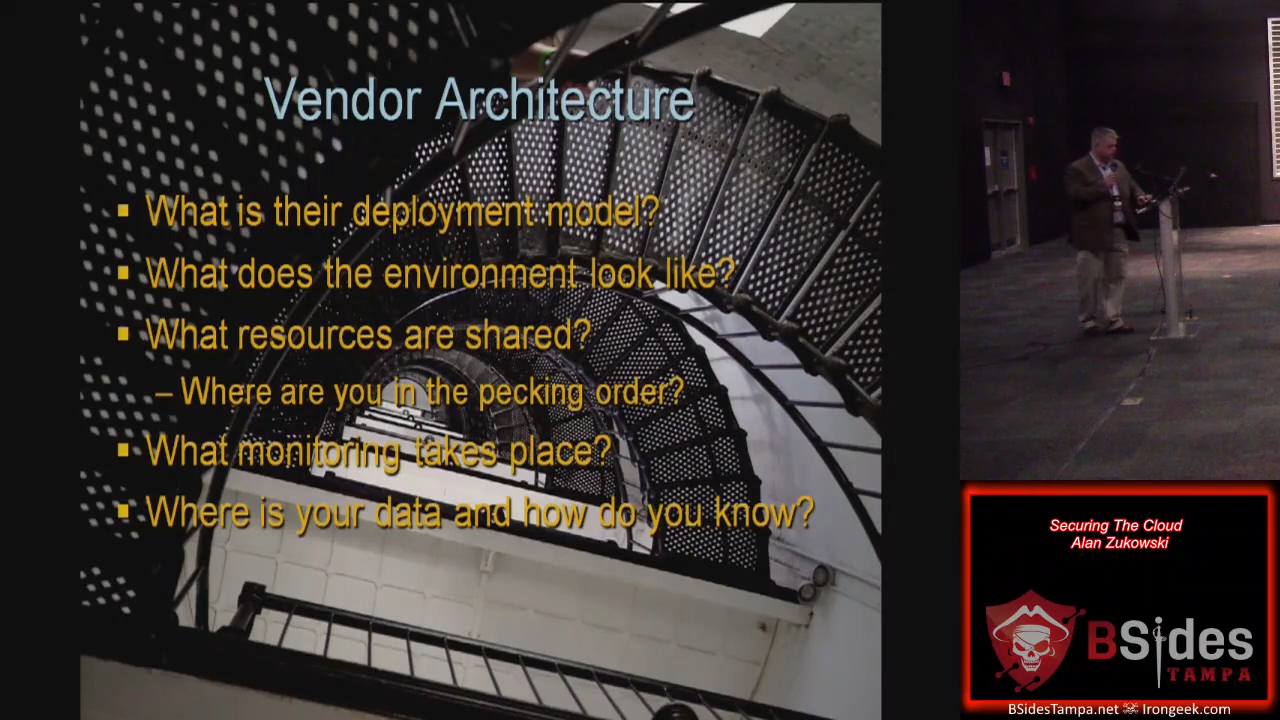 Vendor Architecture
▪ What is their deployment model?
▪ What does the environment look like?
▪ What resources are shared?
– Where are you in the pecking order?
▪ What monitoring takes place?
▪ Where is your data and how do you know?
Securing The Cloud
Alan Zukowski
BSides
TAMPA
BSidesTampa.net ☠ Irongeek.com